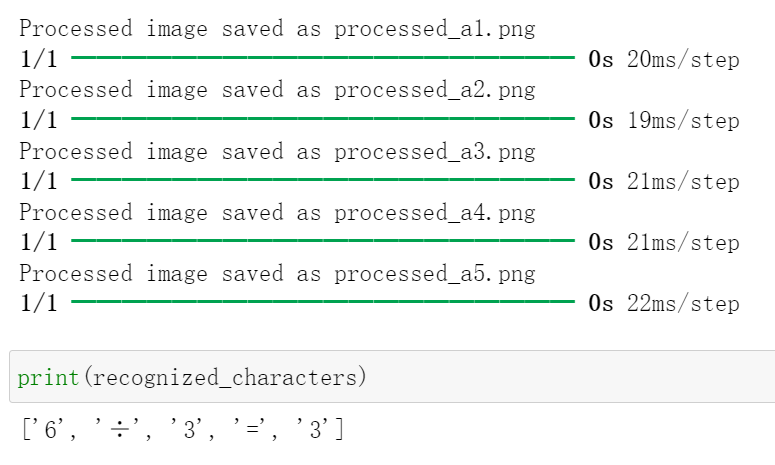 Processed image saved as processed_a1.png
1/1 ━━━━━━━━━━━━━━━━━━━━ 0s 20ms/step
Processed image saved as processed_a2.png
1/1 ━━━━━━━━━━━━━━━━━━━━ 0s 19ms/step
Processed image saved as processed_a3.png
1/1 ━━━━━━━━━━━━━━━━━━━━ 0s 21ms/step
Processed image saved as processed_a4.png
1/1 ━━━━━━━━━━━━━━━━━━━━ 0s 21ms/step
Processed image saved as processed_a5.png
1/1 ━━━━━━━━━━━━━━━━━━━━ 0s 22ms/step
print(recognized_characters)
['6', '÷', '3', '=', '3']